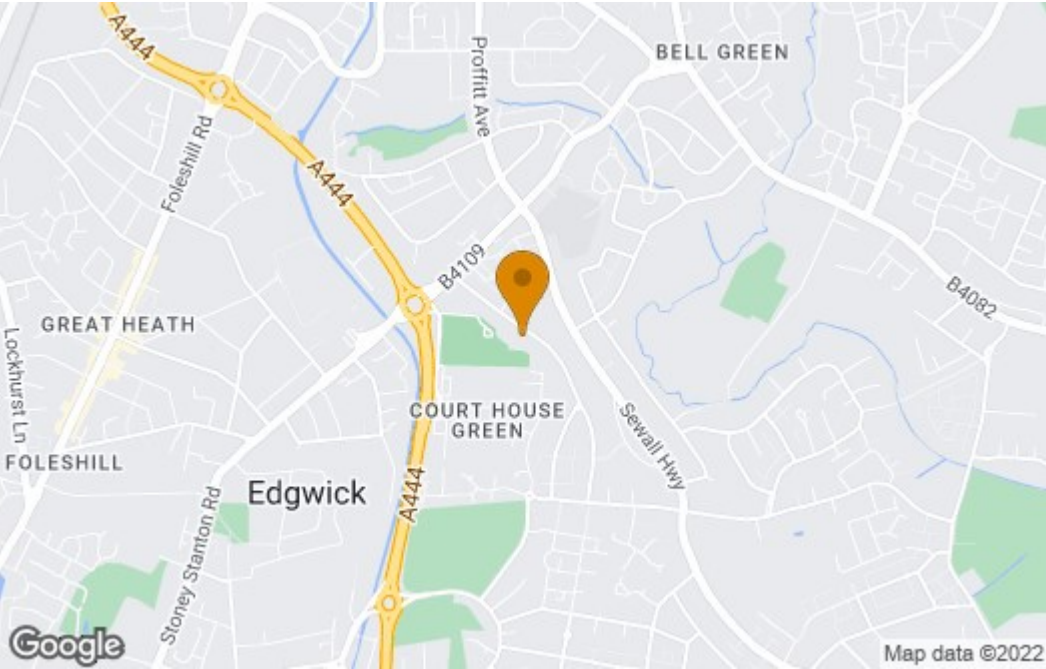 A444
Proffitt Ave
BELL GREEN
Foleshill Rd
A444
B4109
B4082
GREAT HEATH
Lockhurst Ln
COURT HOUSE
GREEN
Sewall Hwy
FOLESHILL
Edgwick
A444
Stoney Stanton Rd
Google
Map data ©2022